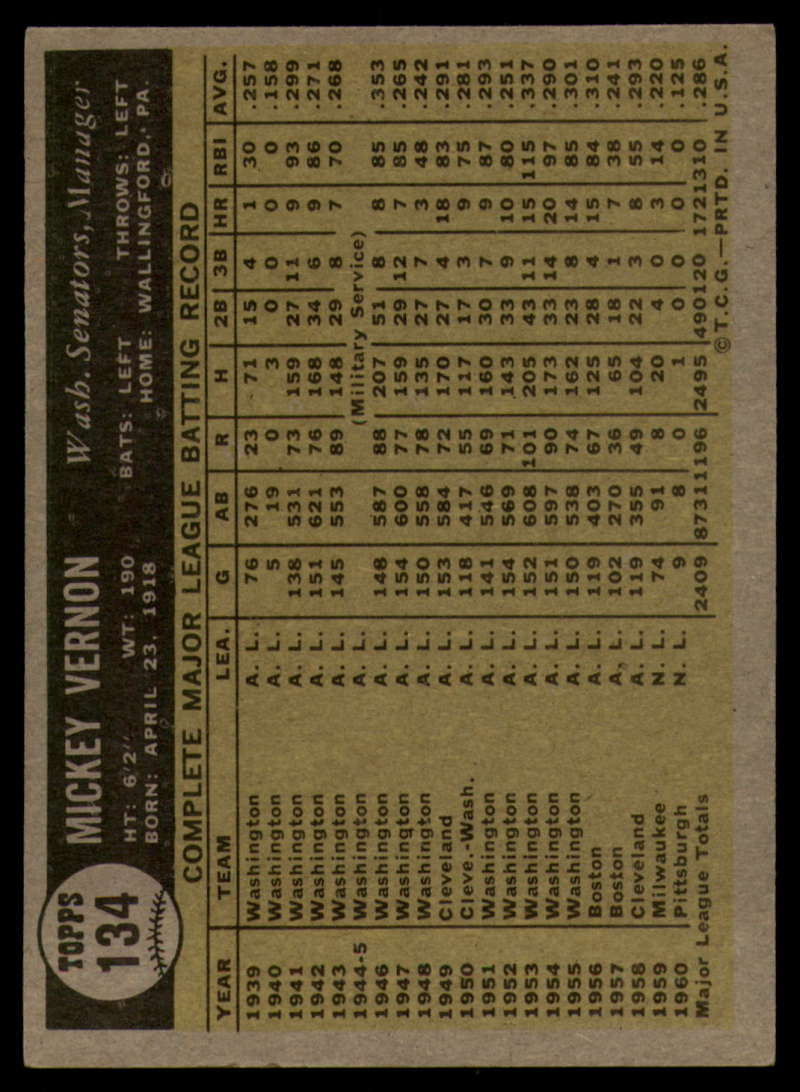 TOPPS
134
MICKEY VERNON Wash. Senators, Manager
HT: 6'2" WT: 190 BATS: LEFT THROWS: LEFT
BORN: APRIL 23, 1918 HOME: WALLINGFORD, PA.
COMPLETE MAJOR LEAGUE BATTING RECORD
YEAR TEAM LEA. G AB R H 2B 3B HR RBI AVG.
1939 Washington A. L. 76 276 23 71 15 4 1 30 .257
1940 Washington A. L. 5 19 0 3 0 0 0 0 .158
1941 Washington A. L. 138 531 73 159 27 11 9 93 .299
1942 Washington A. L. 151 621 76 168 34 6 9 86 .271
1943 Washington A. L. 145 553 89 148 29 8 7 70 .268
1944-5 Washington A. L. (Military Service)
1946 Washington A. L. 148 587 88 207 51 8 8 85 .353
1947 Washington A. L. 154 600 77 159 29 12 7 85 .265
1948 Washington A. L. 150 558 78 135 27 7 3 48 .242
1949 Cleveland A. L. 153 584 72 170 27 4 18 83 .291
1950 Cleve.-Wash. A. L. 118 417 55 117 17 3 9 75 .281
1951 Washington A. L. 141 546 69 160 30 7 9 87 .293
1952 Washington A. L. 154 569 71 143 33 9 10 80 .251
1953 Washington A. L. 152 608 101 205 43 11 15 115 .337
1954 Washington A. L. 151 597 90 173 33 14 20 97 .290
1955 Washington A. L. 150 538 74 162 23 8 14 85 .301
1956 Boston A. L. 119 403 67 125 28 4 15 84 .310
1957 Boston A. L. 102 270 36 65 18 1 7 38 .241
1958 Cleveland A. L. 119 355 49 104 22 3 8 55 .293
1959 Milwaukee N. L. 74 91 8 20 4 0 3 14 .220
1960 Pittsburgh N. L. 9 8 0 1 0 0 0 0 .125
Major League Totals 2409 8731 1196 2495 490 120 172 1310 .286
©T.C.G.—PRTD. IN U.S.A.